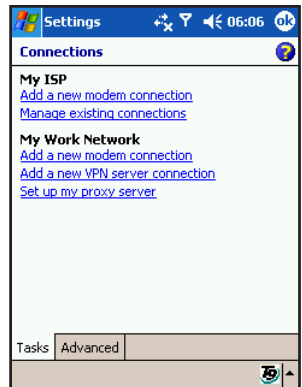 Settings 06:06 ok
Connections ?
My ISP
Add a new modem connection
Manage existing connections
My Work Network
Add a new modem connection
Add a new VPN server connection
Set up my proxy server
Tasks Advanced
T9